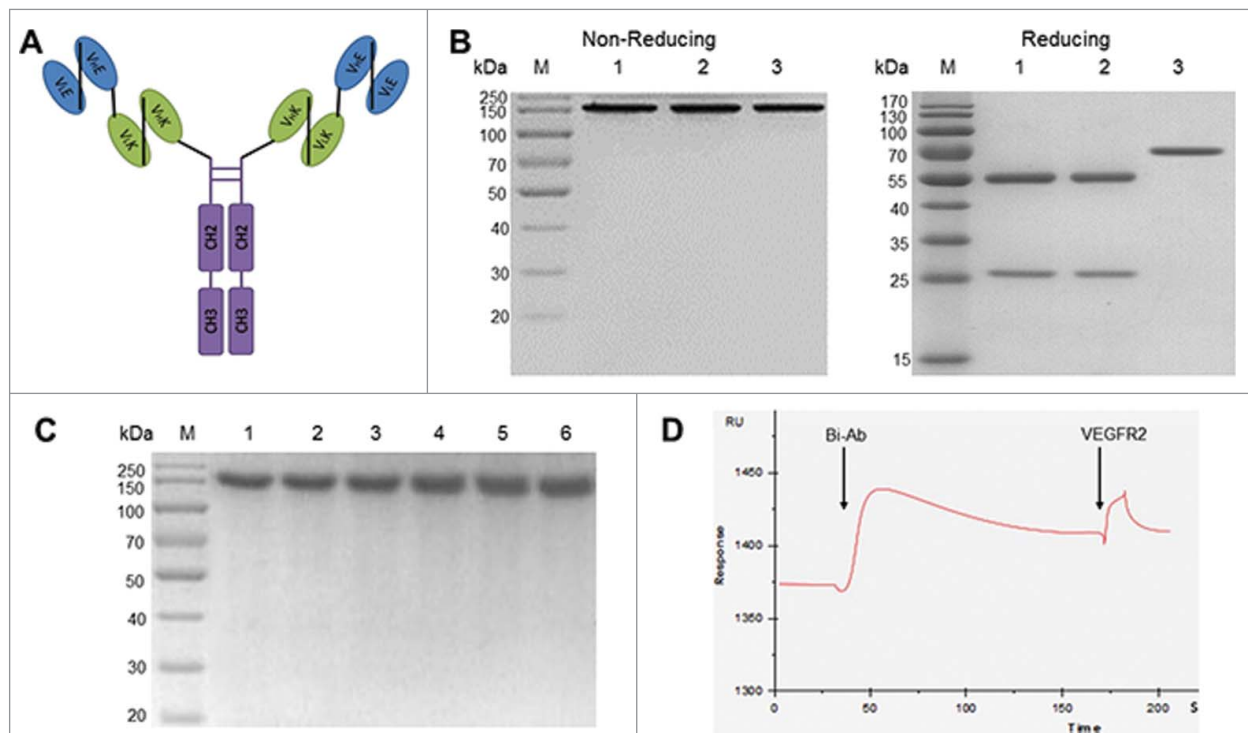 A
VLE VHE VHE VLE
VLK VHK VHK VLK
CH2 CH2
CH3 CH3
B
Non-Reducing
kDa M 1 2 3
250
150
100
70
50
40
30
20
Reducing
kDa M 1 2 3
170
130
100
70
55
40
35
25
15
C
kDa M 1 2 3 4 5 6
250
150
100
70
50
40
30
20
D
RU
Bi-Ab VEGFR2
1450
1400
1350
1300
Response
0 50 100 150 200 S
Time